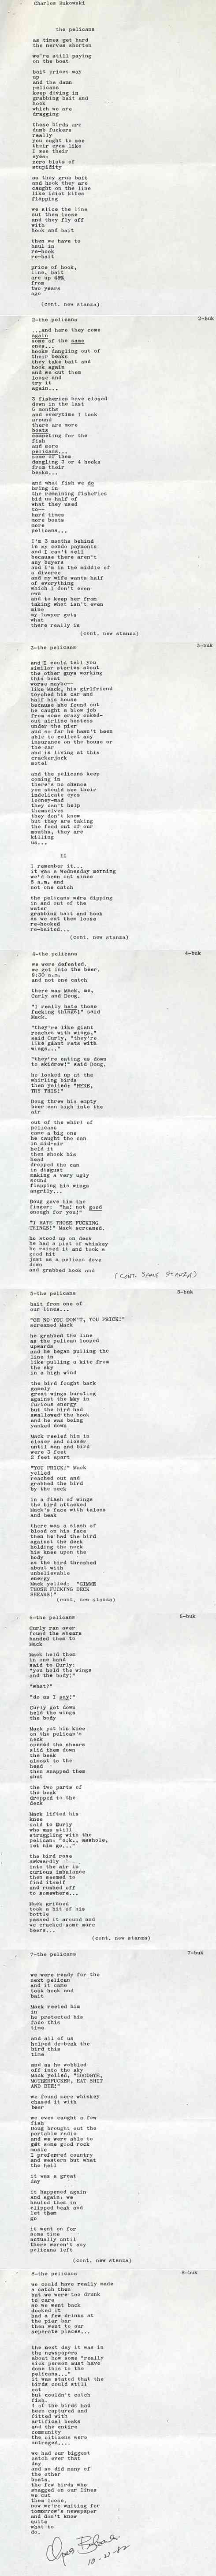 Charles Bukowski
the pelicans
as times get hard
the nerves shorten
we're still paying
on the boat
bait prices way
up
and the damn
pelicans
keep diving in
grabbing bait and
hook
which we are
dragging
those birds are
dumb fuckers
really
you ought to see
their eyes like
I see their
eyes:
zero blots of
stupidity
as they grab bait
and hook they are
caught on the line
like idiot kites
flapping
we slice the line
cut them loose
and they fly off
with
hook and bait
then we have to
haul in
re-hook
re-bait
price of hook,
line, bait
are up 49%
from
two years
ago
(cont. new stanza)
2-the pelicans
2-buk
...and here they come
again
some of the same
ones...
hooks dangling out of
their beaks
they take bait and
hook again
and we cut them
loose and
try it
again...
3 fisheries have closed
down in the last
6 months
and everytime I look
around
there are more
boats
competing for the
fish
and more
pelicans...
some of them
dangling 3 or 4 hooks
from their
beaks...
and what fish we do
bring in
the remaining fisheries
bid us half of
what they used
to--
hard times
more boats
more
pelicans...
I'm 3 months behind
in my condo payments
and I can't sell
because there aren't
any buyers
and I'm in the middle of
a divorce
and my wife wants half
of everything
which I don't even
own
and to keep her from
taking what isn't even
mine
my lawyer gets
what
there really is
(cont, new stanza)
3-the pelicans
3-buk
and I could tell you
similar stories about
the other guys working
this boat
worse maybe--
like Mack, his girlfriend
torched his car and
half his house
because she found out
he caught a blow job
from some crazy coked-
out airline hostess
under the pier
and so far he hasn't been
able to collect any
insurance on the house or
the car
and is living at this
crackerjack
motel
and the pelicans keep
coming in
there's no chance
you should see their
indelicate eyes
looney-mad
they can't help
themselves
they don't know
but they are taking
the food out of our
mouths, they are
killing
us...
II
I remember it...
it was a Wednesday morning
we'd been out since
5 a.m. and
not one catch
the pelicans were dipping
in and out of the
water
grabbing bait and hook
as we cut them loose
re-hooked
re-baited...
(cont, new stanza)
4-the pelicans
4-buk
we were defeated.
we got into the beer.
8:30 a.m.
and not one catch
there was Mack, me,
Curly and Doug.
"I really hate those
fucking things!" said
Mack.
"they're like giant
roaches with wings,"
said Curly, "they're
like giant rats with
wings..."
"they're eating us down
to skidrow!" said Doug.
he looked up at the
whirling birds
then yelled: "HERE,
TRY THIS!"
Doug threw his empty
beer can high into the
air
out of the whirl of
pelicans
came a big one
he caught the can
in mid-air
held it
then shook his
head
dropped the can
in disgust
making a very ugly
sound
flapping his wings
angrily...
Doug gave him the
finger: "ha! not good
enough for you!"
"I HATE THOSE FUCKING
THINGS!" Mack screamed.
he stood up on deck
he had a pint of whiskey
he raised it and took a
good hit
just as a pelican dove
down
and grabbed hook and
(CONT. SAME STANZA)
5-the pelicans
5-buk
bait from one of
our lines...
"OH NO YOU DON'T, YOU PRICK!"
screamed Mack
he grabbed the line
as the pelican looped
upwards
and he began pulling the
line in
like pulling a kite from
the sky
in a high wind
the bird fought back
gamely
great wings bursting
against the sky in
furious energy
but the bird had
swallowed the hook
and he was being
yanked down
Mack reeled him in
closer and closer
until man and bird
were 3 feet
2 feet apart
"YOU PRICK!" Mack
yelled
reached out and
grabbed the bird
by the neck
in a flash of wings
the bird attacked
Mack's face with talons
and beak
there was a slash of
blood on his face
then he had the bird
against the deck
holding the neck
his knee upon the
body
as the bird thrashed
about with
unbelievable
energy
Mack yelled: "GIMME
THOSE FUCKING DECK
SHEARS!"
(cont, new stanza)
6-the pelicans
6-buk
Curly ran over
found the shears
handed them to
Mack
Mack held them
in one hand
said to Curly:
"you hold the wings
and the body!"
"what?"
"do as I say!"
Curly got down
held the wings
the body
Mack put his knee
on the pelican's
neck
opened the shears
slid them down
the beak
almost to the
head
then snapped them
shut
the two parts of
the beak
dropped to the
deck
Mack lifted his
knee
said to Curly
who was still
struggling with the
pelican: "o.k., asshole,
let him go..."
the bird rose
awkwardly
into the air in
curious imbalance
then seemed to
find itself
and rushed off
to somewhere...
Mack grinned
took a hit of his
bottle
passed it around and
we cracked some more
beers...
(cont, new stanza)
7-the pelicans
7-buk
we were ready for the
next pelican
and it came
took hook and
bait
Mack reeled him
in
he protected his
face this
time
and all of us
helped de-beak the
bird this
time
and as he wobbled
off into the sky
Mack yelled, "GOODBYE,
MOTHERFUCKER, EAT SHIT
AND DIE!"
we found more whiskey
chased it with
beer
we even caught a few
fish
Doug brought out the
portable radio
and we were able to
get some good rock
music
I preferred country
and western but what
the hell
it was a great
day
it happened again
and again: we
hauled them in
clipped beak and
let them
go
it went on for
some time
actually until
there weren't any
pelicans left
(cont, new stanza)
8-the pelicans
8-buk
we could have really made
a catch then
but we were too drunk
to care
so we went back
docked it
had a few drinks at
the pier bar
then went to our
seperate places...
the next day it was in
the newspapers
about how some "really
sick person must have
done this to the
pelicans..."
it was stated that the
birds could still
eat
but couldn't catch
fish,
4 of the birds had
been captured and
fitted with
artificial beaks
and the entire
community
the citizens were
outraged....
we had our biggest
catch ever that
day
and so did many of
the other
boats.
the few birds who
snagged on our lines
we cut
them loose,
now we're waiting for
tomorrow's newspaper
and don't know
quite
what to
do.
10-21-82